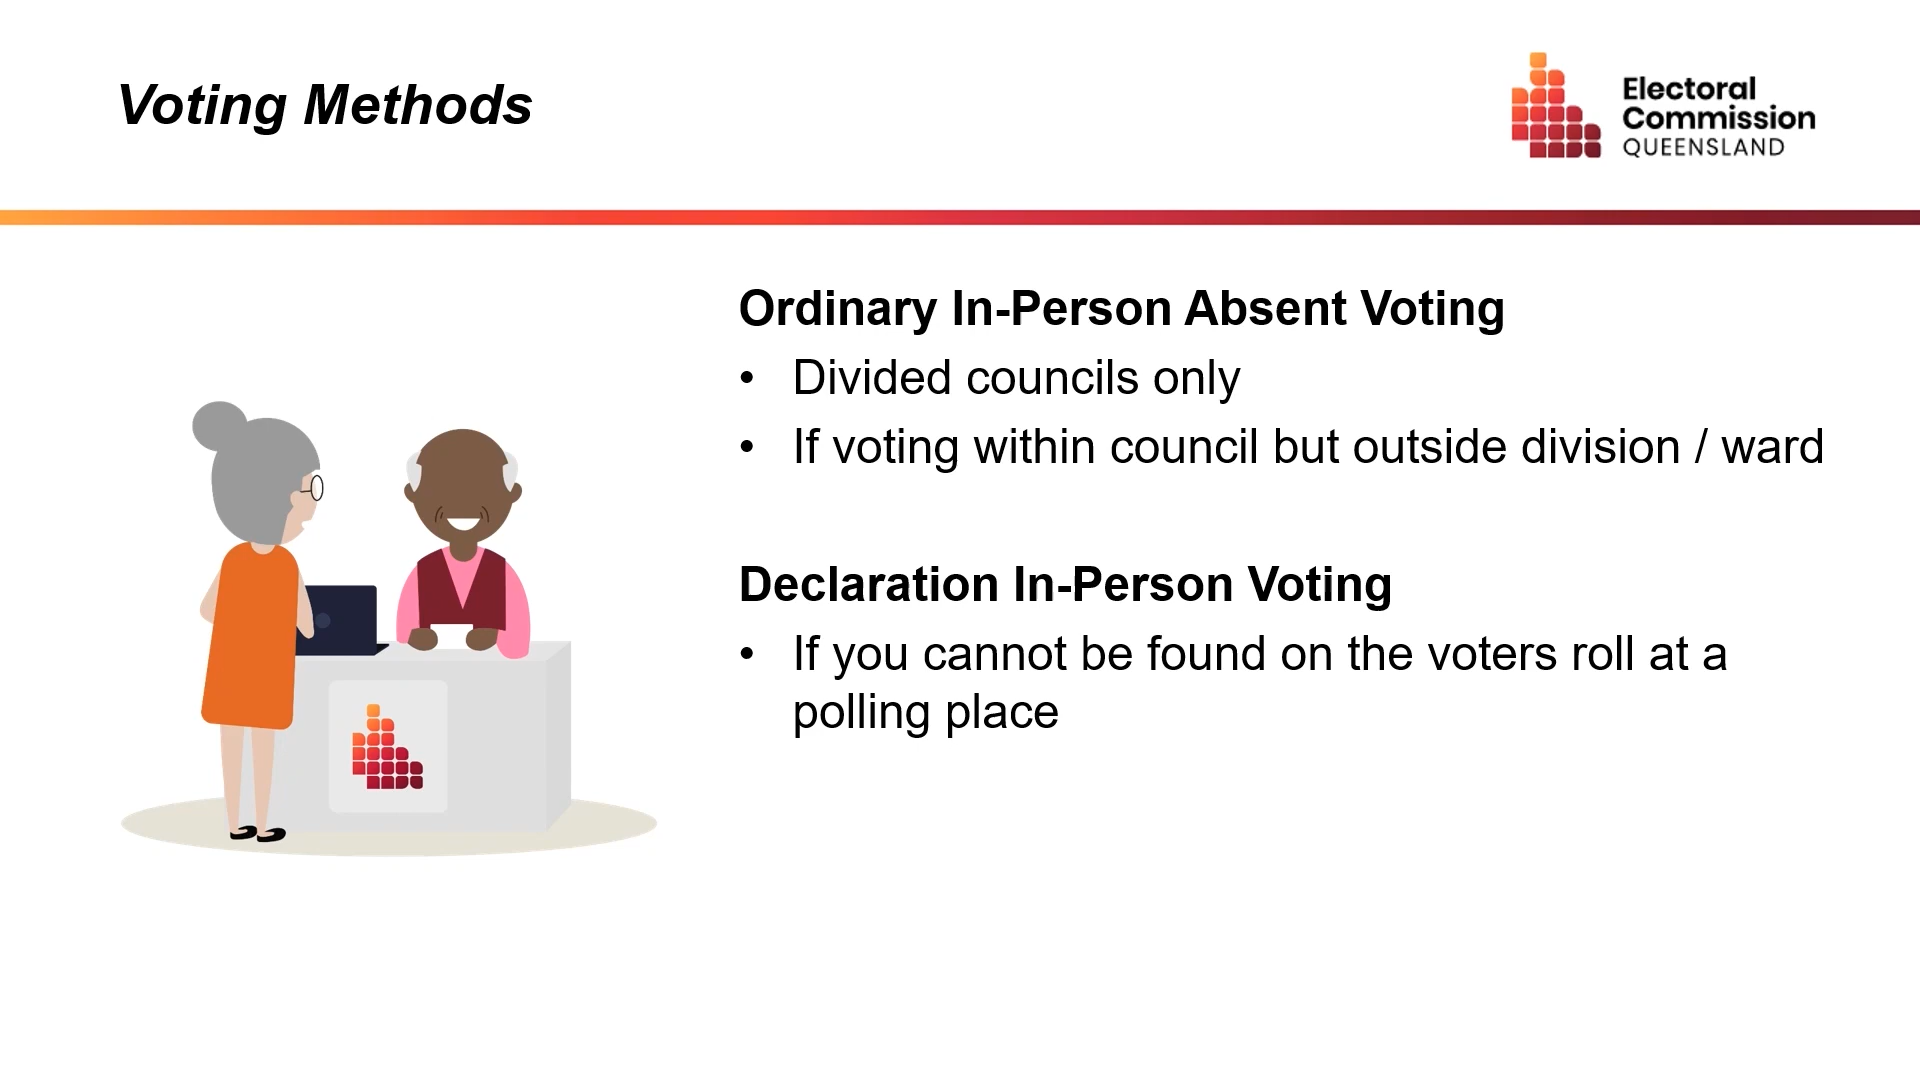 Voting Methods
Electoral
Commission
QUEENSLAND
Ordinary In-Person Absent Voting
• Divided councils only
• If voting within council but outside division / ward
Declaration In-Person Voting
• If you cannot be found on the voters roll at a
polling place